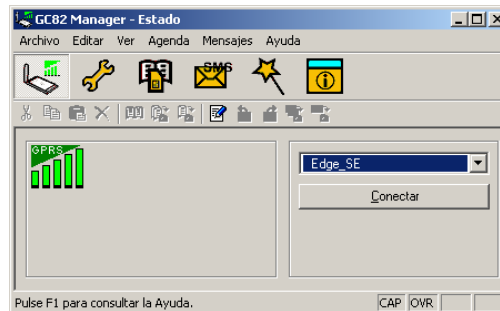 GC82 Manager - Estado
Archivo Editar Ver Agenda Mensajes Ayuda
SMS
GPRS
Edge_SE
Conectar
Pulse F1 para consultar la Ayuda. CAP OVR